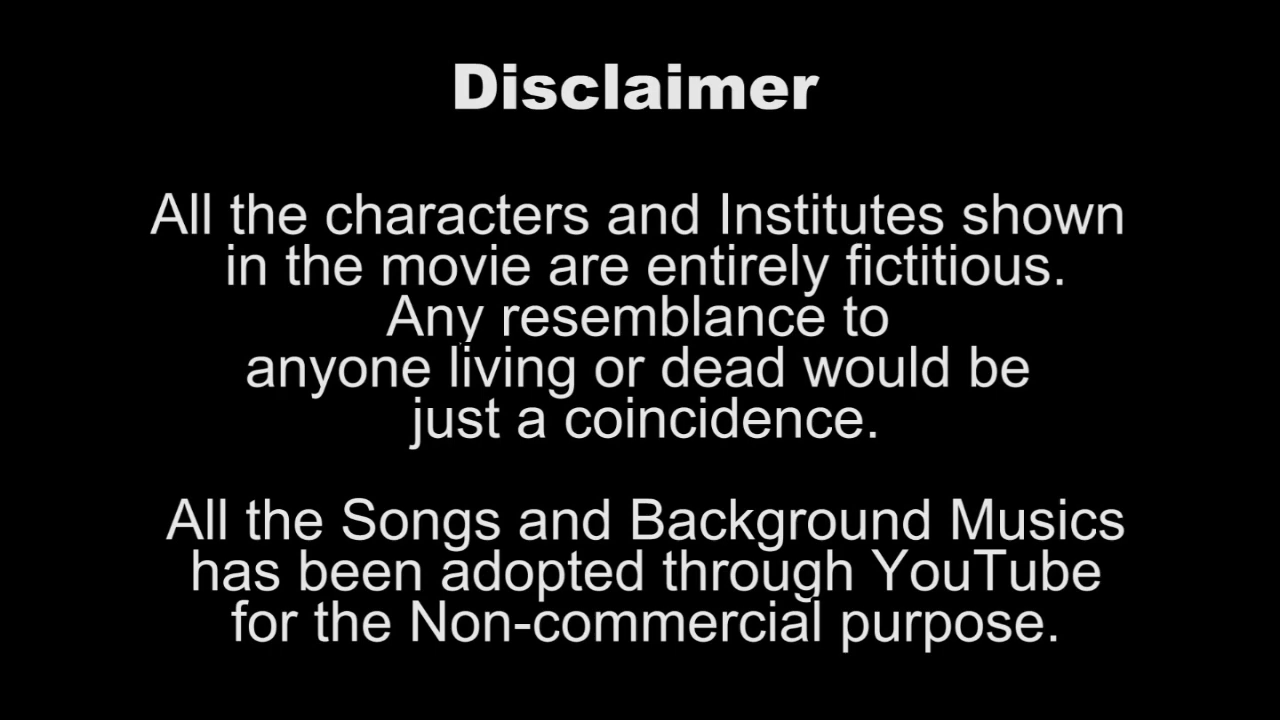 Disclaimer
All the characters and Institutes shown
in the movie are entirely fictitious.
Any resemblance to
anyone living or dead would be
just a coincidence.
All the Songs and Background Musics
has been adopted through YouTube
for the Non-commercial purpose.